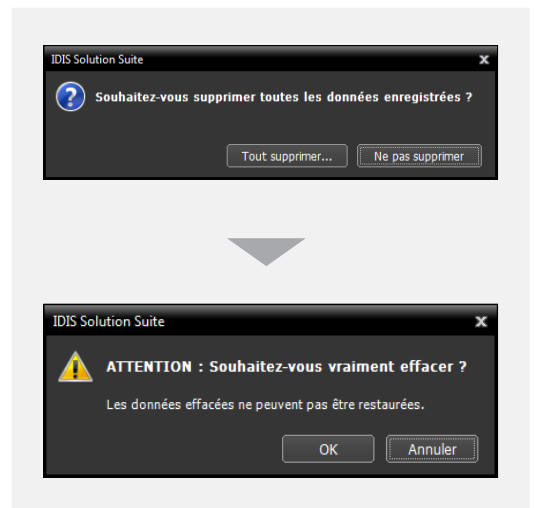 IDIS Solution Suite
Souhaitez-vous supprimer toutes les données enregistrées ?
Tout supprimer... Ne pas supprimer
IDIS Solution Suite
ATTENTION : Souhaitez-vous vraiment effacer ?
Les données effacées ne peuvent pas être restaurées.
OK Annuler